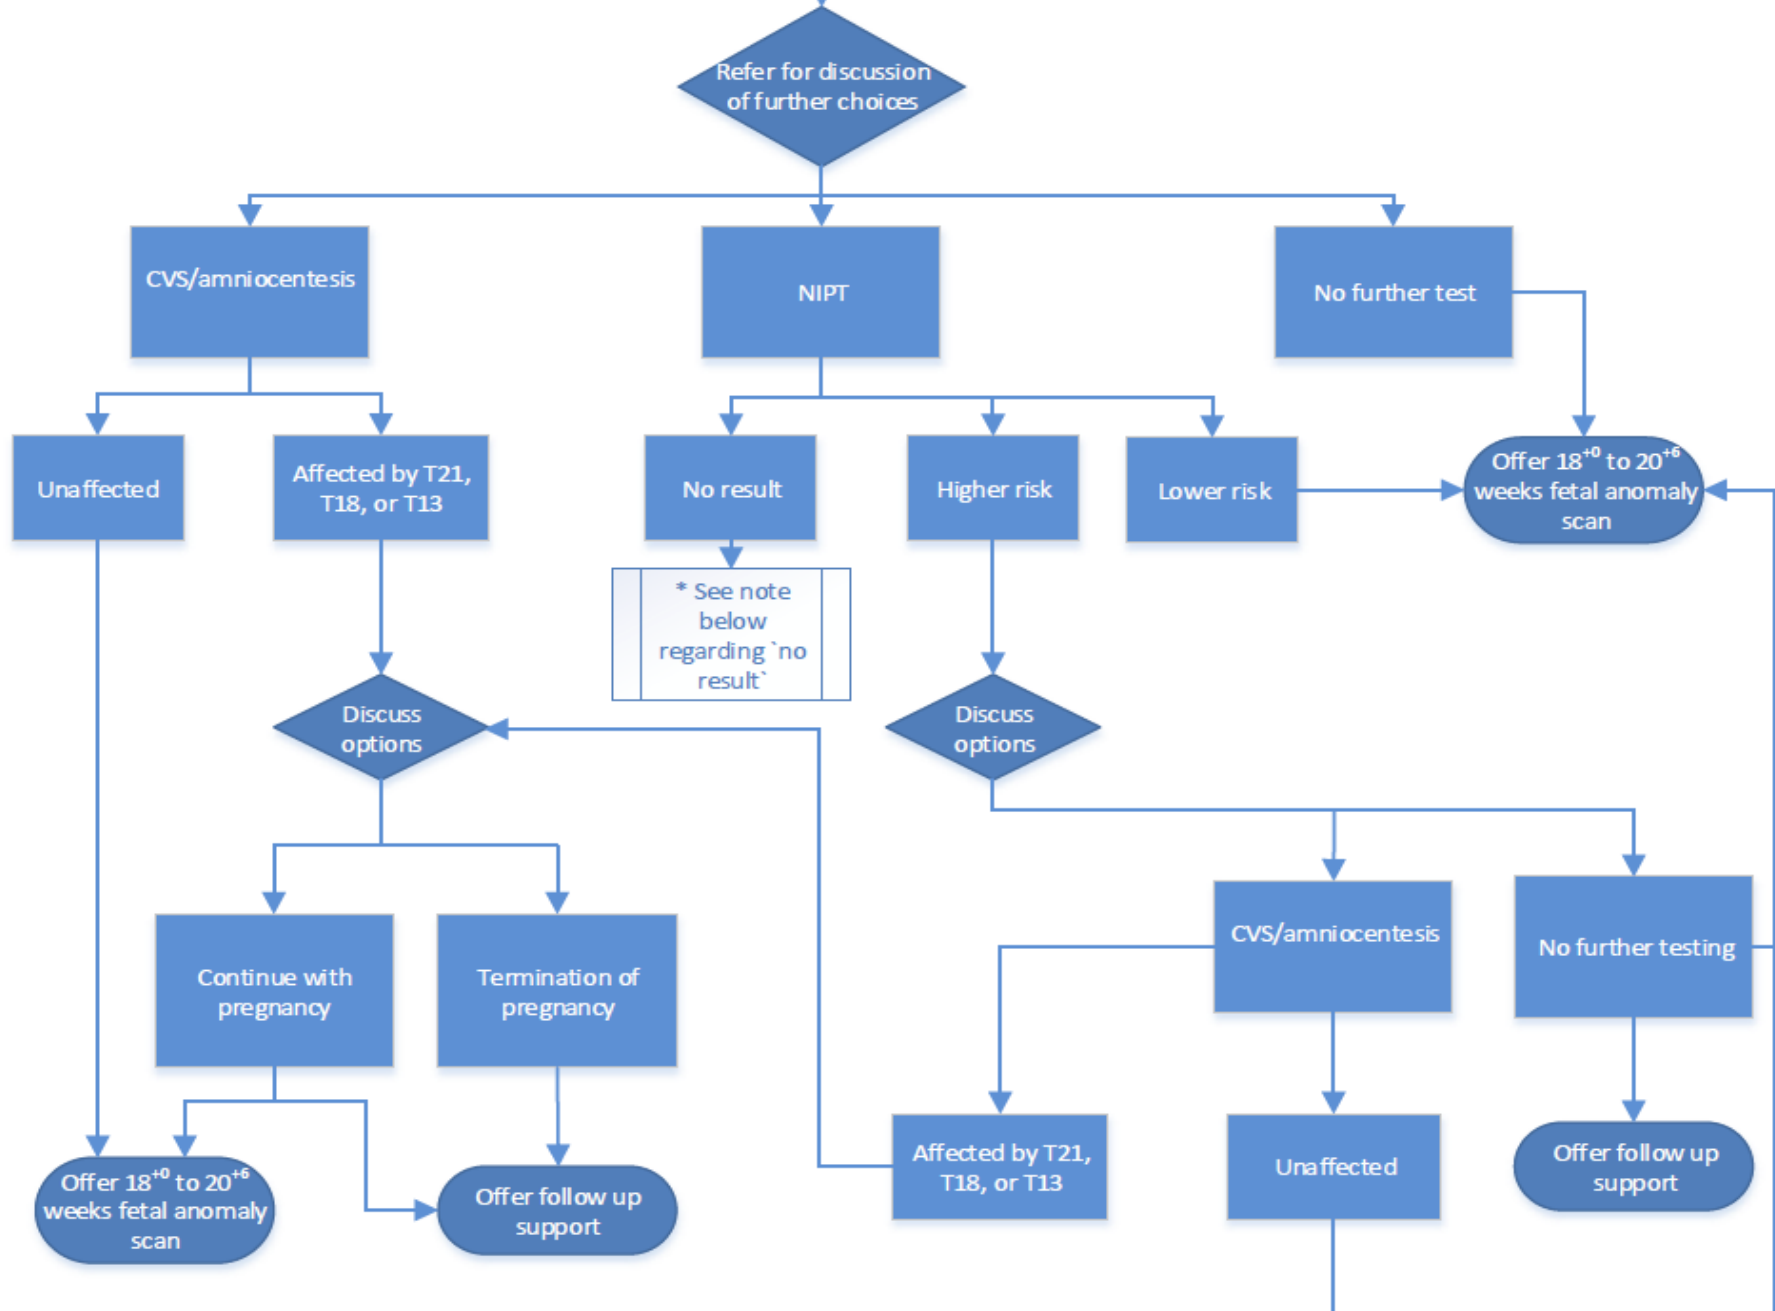 Refer for discussion
of further choices
CVS/amniocentesis
NIPT
No further test
Unaffected
Affected by T21,
T18, or T13
No result
Higher risk
Lower risk
Offer 18⁺⁰ to 20⁺⁶
weeks fetal anomaly
scan
* See note
below
regarding `no
result`
Discuss
options
Discuss
options
CVS/amniocentesis
No further testing
Continue with
pregnancy
Termination of
pregnancy
Affected by T21,
T18, or T13
Unaffected
Offer follow up
support
Offer 18⁺⁰ to 20⁺⁶
weeks fetal anomaly
scan
Offer follow up
support